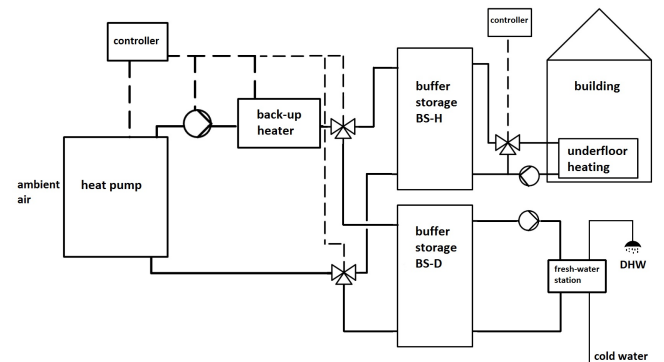 controller
controller
buffer
storage
BS-H
building
back-up
heater
underfloor
heating
ambient
air
heat pump
buffer
storage
BS-D
fresh-water
station
DHW
cold water